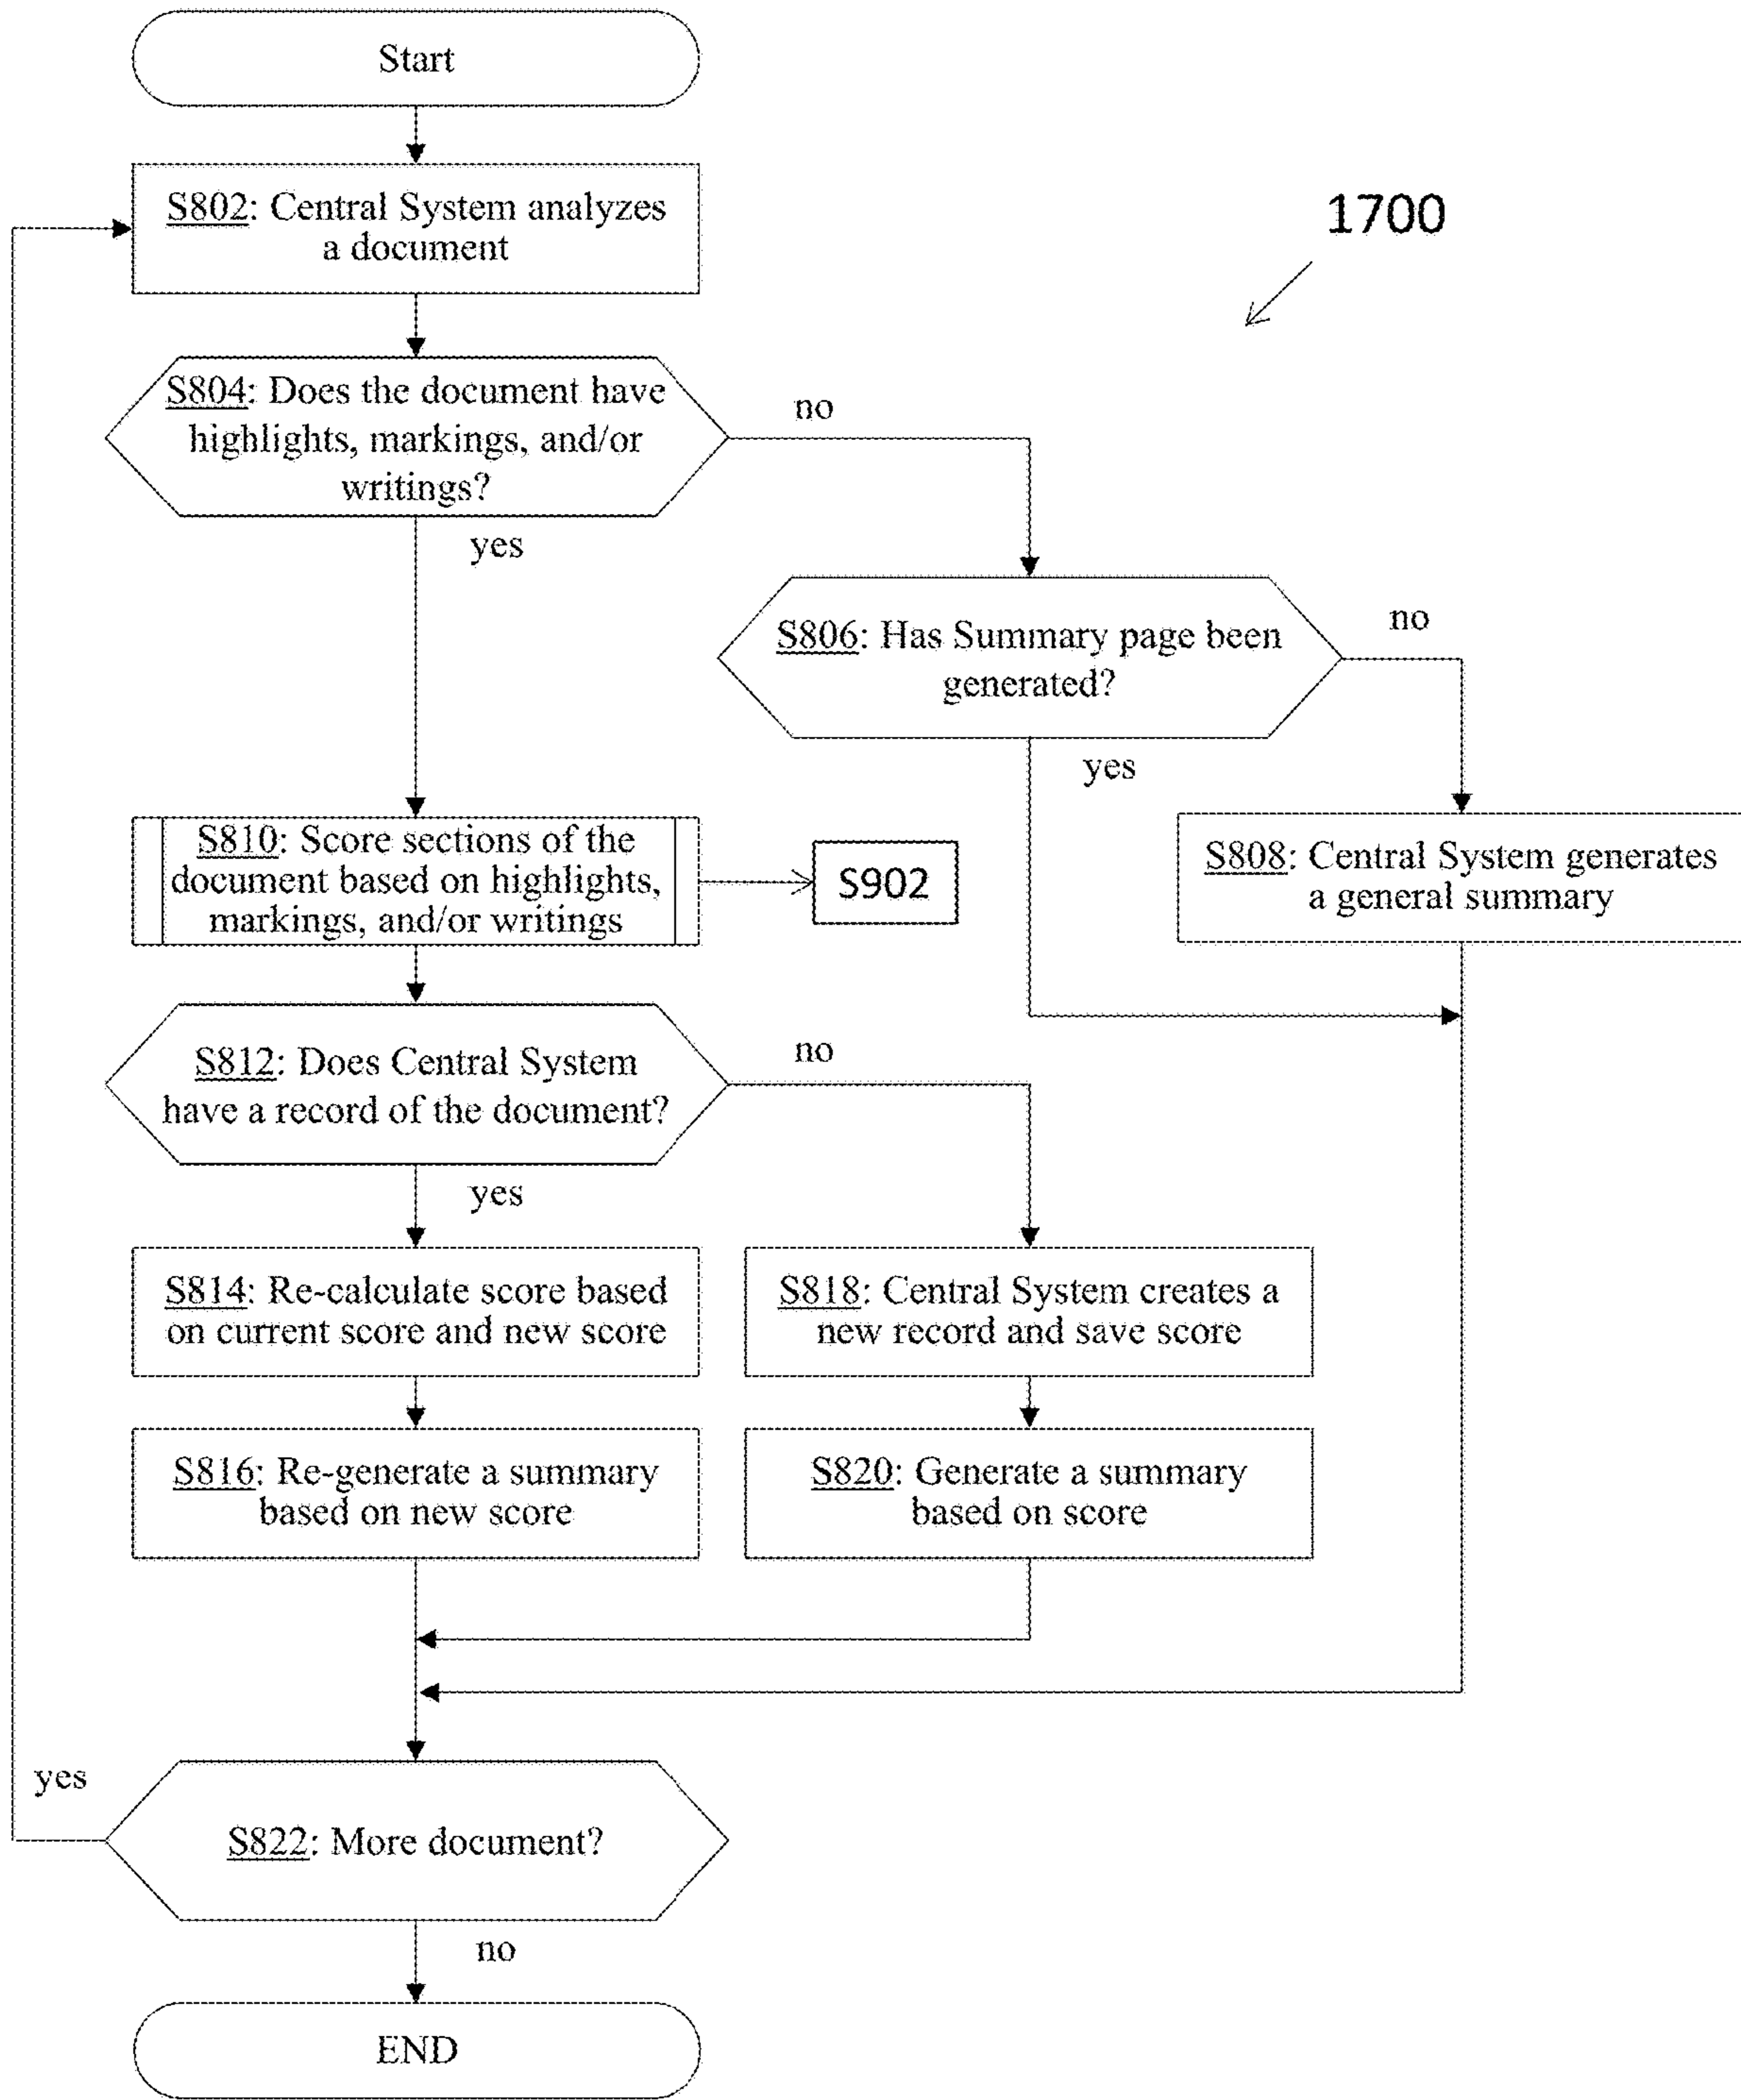 Start
S802: Central System analyzes
a document
1700
S804: Does the document have
highlights, markings, and/or
writings?
no
yes
S806: Has Summary page been
generated?
no
yes
S808: Central System generates
a general summary
S810: Score sections of the
document based on highlights,
markings, and/or writings
S902
S812: Does Central System
have a record of the document?
no
yes
S814: Re-calculate score based
on current score and new score
S818: Central System creates a
new record and save score
S816: Re-generate a summary
based on new score
S820: Generate a summary
based on score
yes
S822: More document?
no
END